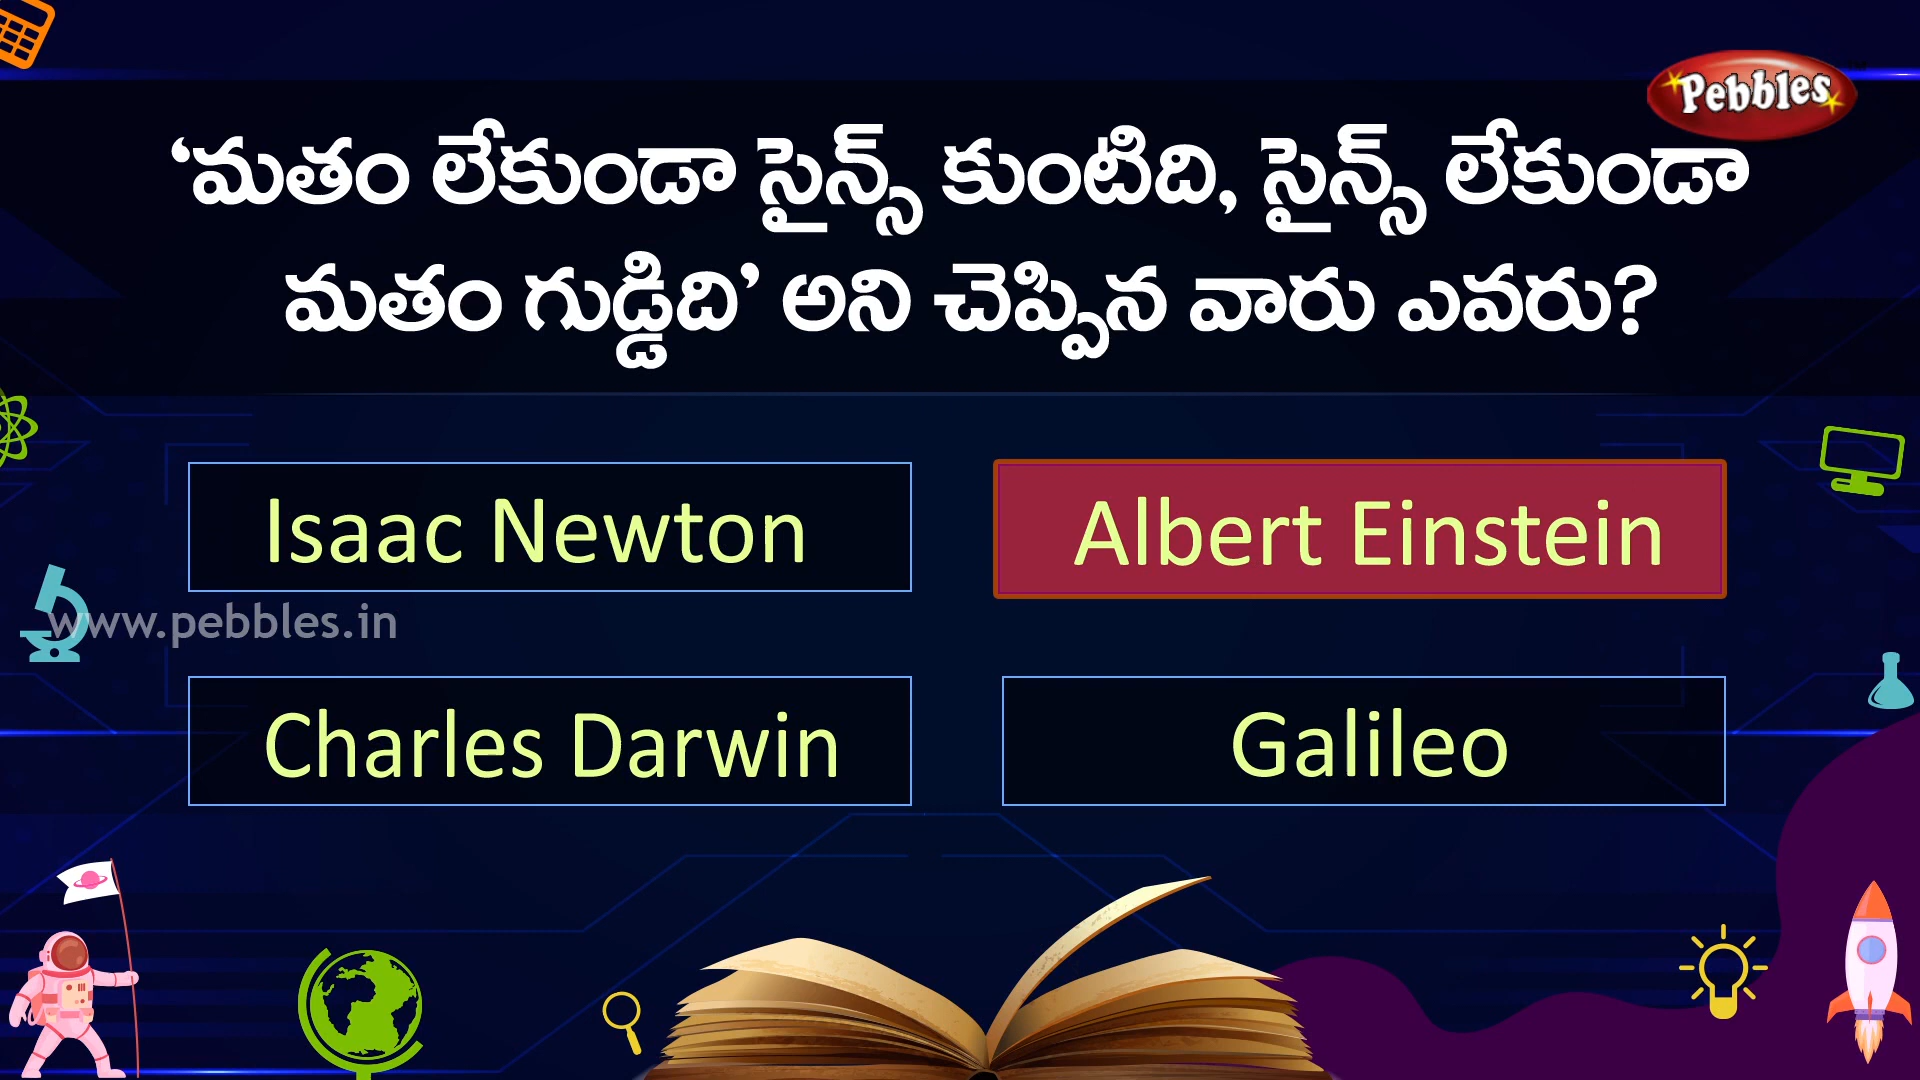 Pebbles
‘మతం లేకుండా సైన్స్ కుంటిది, సైన్స్ లేకుండా
మతం గుడ్డిది’ అని చెప్పిన వారు ఎవరు?
Isaac Newton
Albert Einstein
www.pebbles.in
Charles Darwin
Galileo